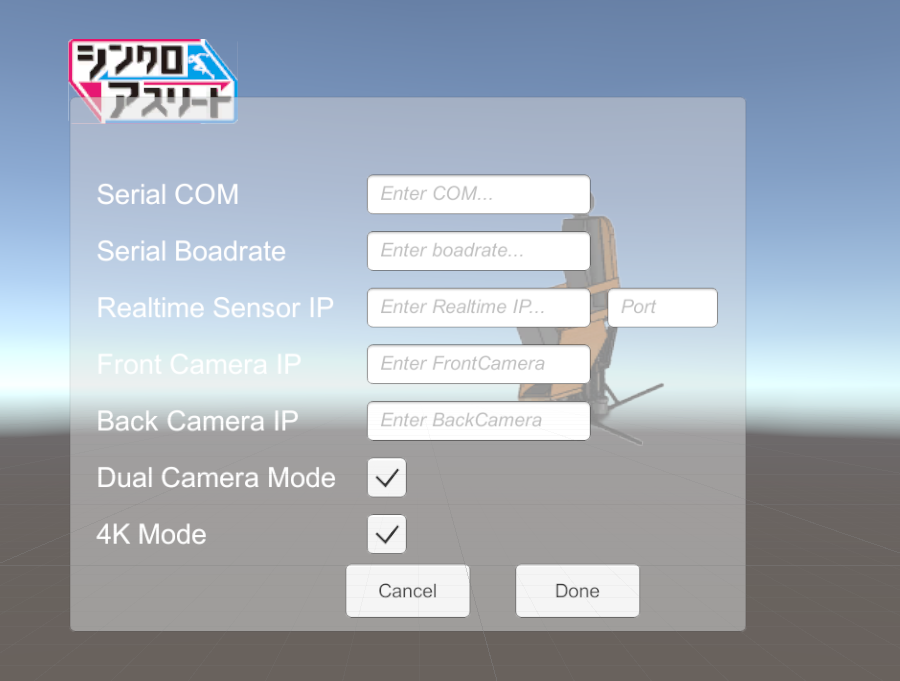 シンクロ
アスリート
Serial COM Enter COM...
Serial Boadrate Enter boadrate...
Realtime Sensor IP Enter Realtime IP... Port
Front Camera IP Enter FrontCamera
Back Camera IP Enter BackCamera
Dual Camera Mode
4K Mode
Cancel Done